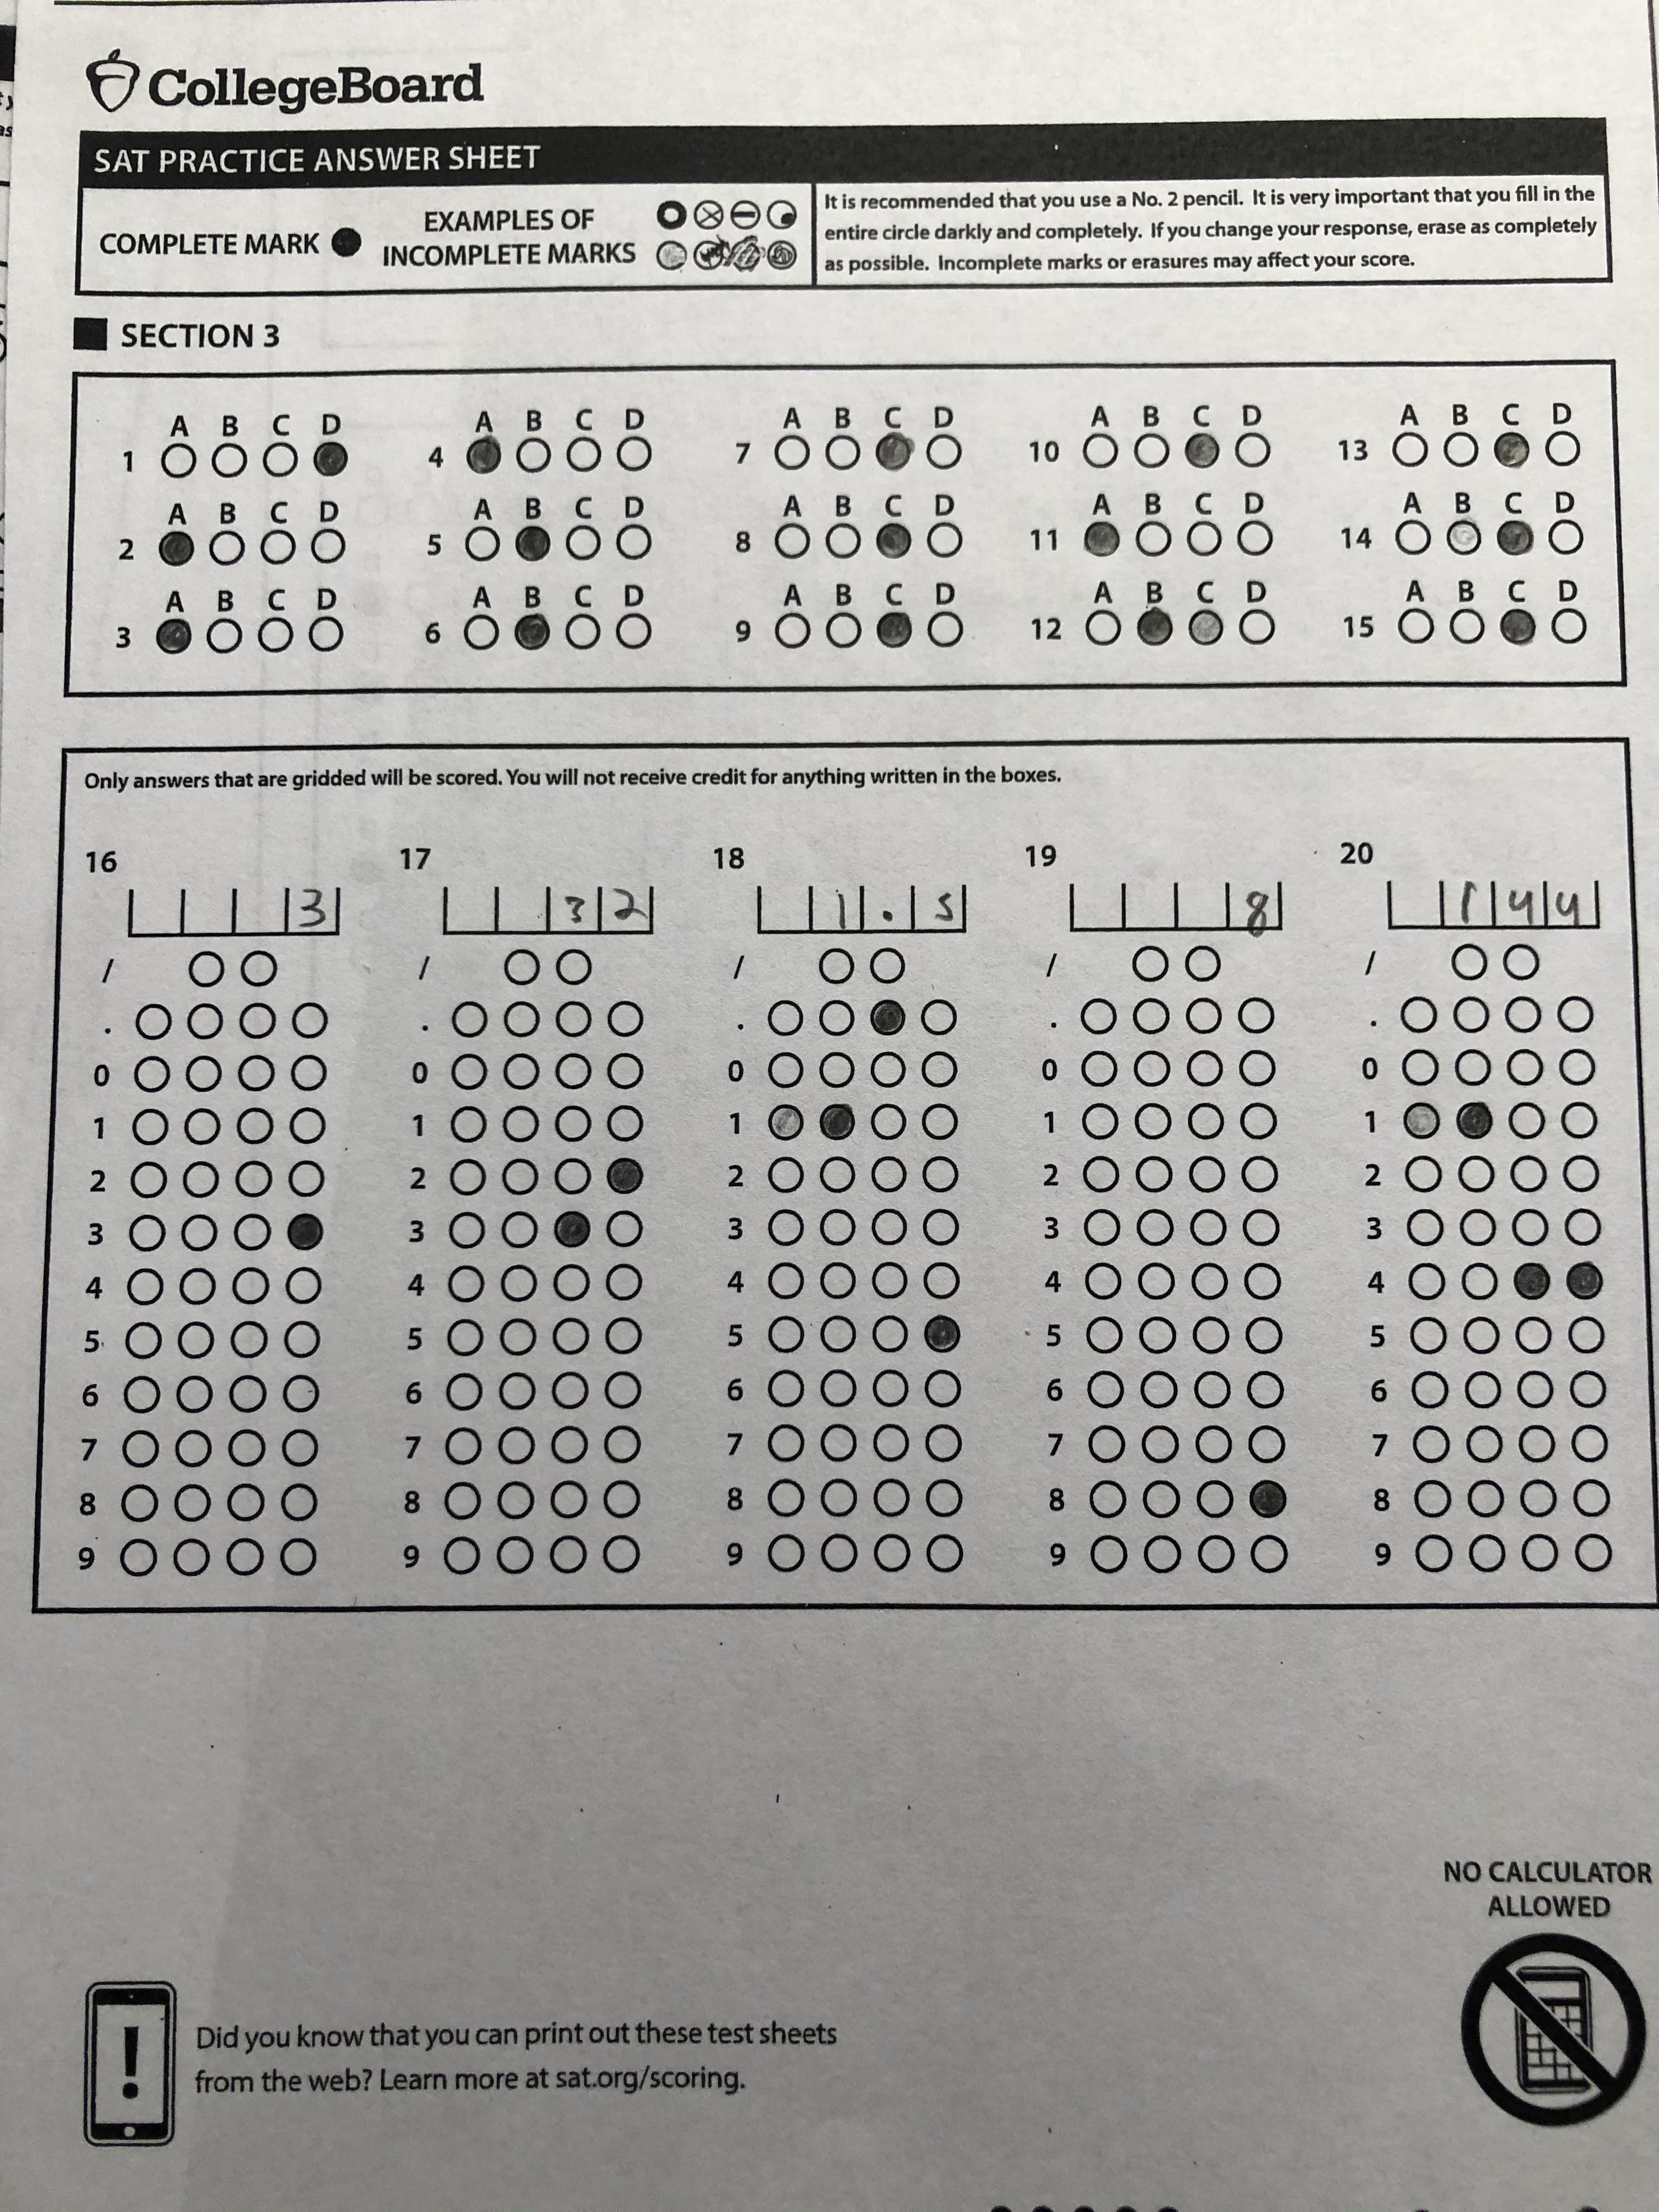 CollegeBoard
SAT PRACTICE ANSWER SHEET
COMPLETE MARK
EXAMPLES OF
INCOMPLETE MARKS
It is recommended that you use a No. 2 pencil. It is very important that you fill in the
entire circle darkly and completely. If you change your response, erase as completely
as possible. Incomplete marks or erasures may affect your score.
SECTION 3
A B C D A B C D A B C D A B C D A B C D
1 4 7 10 13
A B C D A B C D A B C D A B C D A B C D
2 5 8 11 14
A B C D A B C D A B C D A B C D A B C D
3 6 9 12 15
Only answers that are gridded will be scored. You will not receive credit for anything written in the boxes.
16 17 18 19 20
3 32 1.5 8 144
/ / / / /
. . . . .
0 0 0 0 0
1 1 1 1 1
2 2 2 2 2
3 3 3 3 3
4 4 4 4 4
5 5 5 5 5
6 6 6 6 6
7 7 7 7 7
8 8 8 8 8
9 9 9 9 9
NO CALCULATOR
ALLOWED
!
Did you know that you can print out these test sheets
from the web? Learn more at sat.org/scoring.